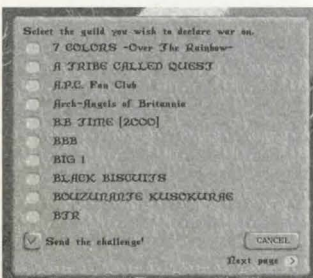 Select the guild you wish to declare war on.
7 COLORS -Over The Rainbow-
A TRIBE CALLED QUEST
A.P.C. Fan Club
Arch-Angels of Britannia
B.B TIME [2000]
BBB
BIG 1
BLACK BISCUITS
BOUZUNANTE KUSOKURAE
BTR
Send the challenge!
CANCEL
Next page